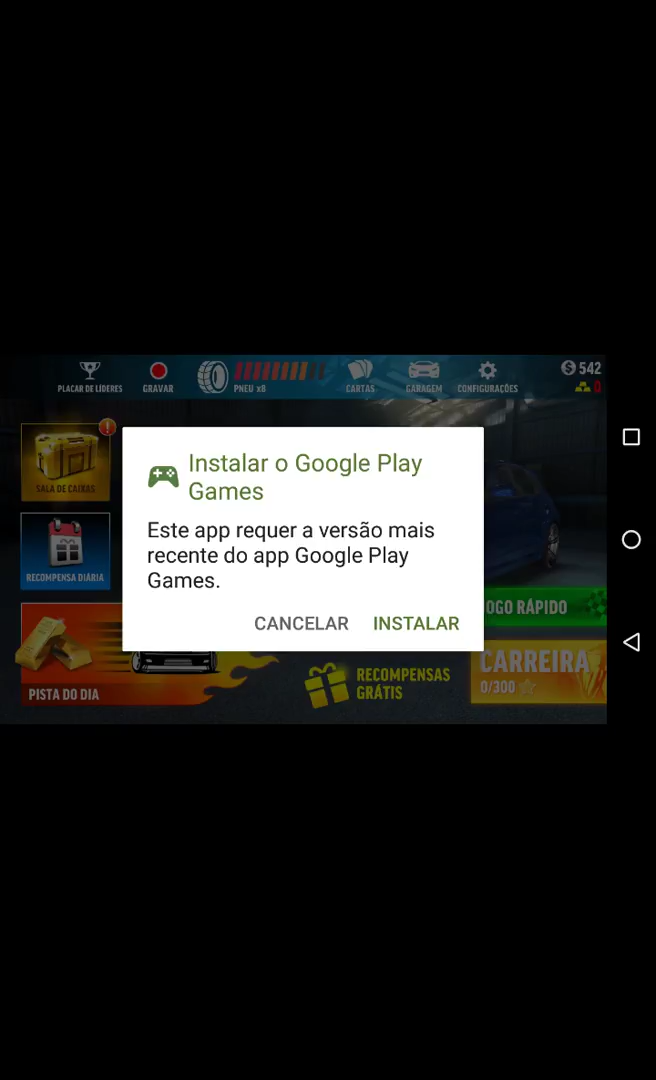 PLACAR DE LÍDERES
GRAVAR
PNEU x8
CARTAS
GARAGEM
CONFIGURAÇÕES
$ 542
0
SALA DE CAIXAS
!
RECOMPENSA DIÁRIA
PISTA DO DIA
Instalar o Google Play
Games
Este app requer a versão mais
recente do app Google Play
Games.
CANCELAR
INSTALAR
OGO RÁPIDO
CARREIRA
0/300
RECOMPENSAS
GRÁTIS